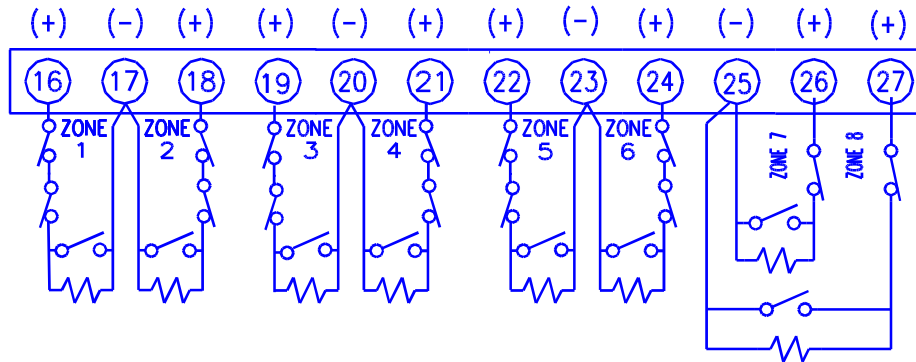 (+) (-) (+) (+) (-) (+) (+) (-) (+) (-) (+) (+)
16 17 18 19 20 21 22 23 24 25 26 27
ZONE 1
ZONE 2
ZONE 3
ZONE 4
ZONE 5
ZONE 6
ZONE 7
ZONE 8